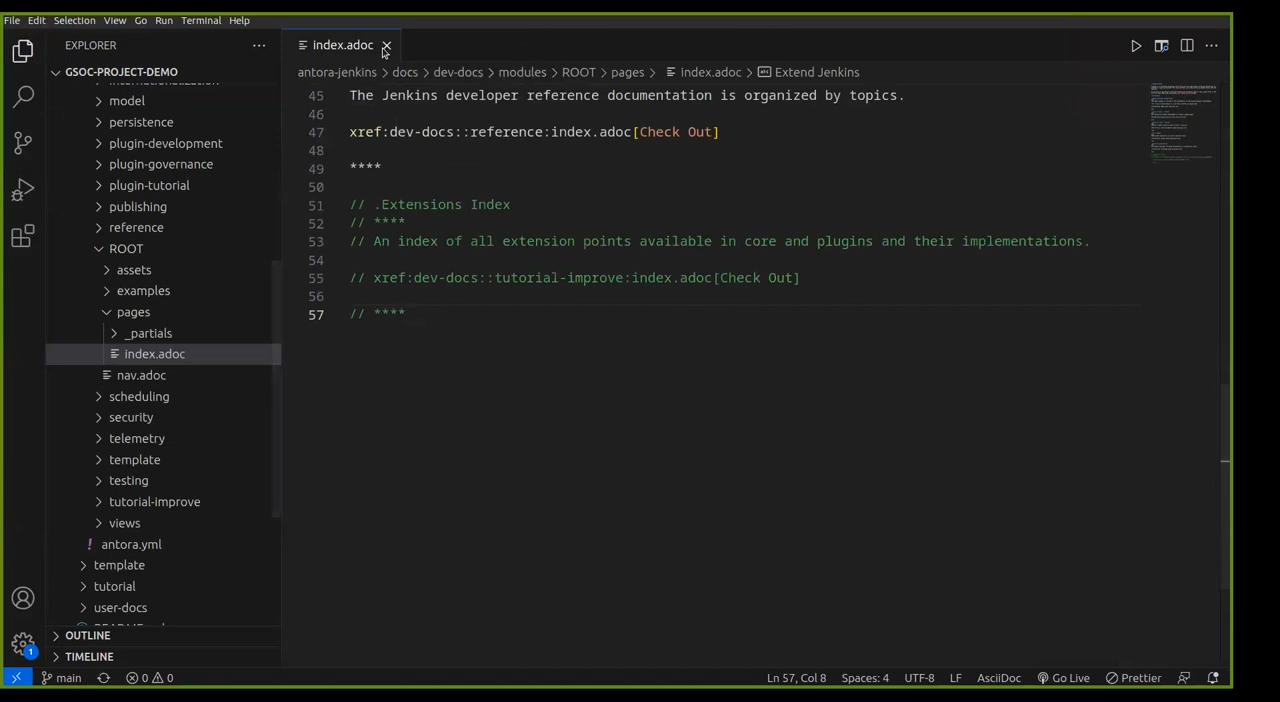 File Edit Selection View Go Run Terminal Help
EXPLORER
index.adoc
GSOC-PROJECT-DEMO
antora-jenkins > docs > dev-docs > modules > ROOT > pages > index.adoc > Extend Jenkins
internationalization
model
persistence
plugin-development
plugin-governance
plugin-tutorial
publishing
reference
ROOT
assets
examples
pages
_partials
index.adoc
nav.adoc
scheduling
security
telemetry
template
testing
tutorial-improve
views
! antora.yml
template
tutorial
user-docs
OUTLINE
TIMELINE
45 The Jenkins developer reference documentation is organized by topics.
46
47 xref:dev-docs:reference:index.adoc[Check Out]
48
49 ****
50
51 // .Extensions Index
52 // ****
53 // An index of all extension points available in core and plugins and their implementations.
54
55 // xref:dev-docs::tutorial-improve:index.adoc[Check Out]
56
57 // ****
1
main 0 0 Ln 57, Col 8 Spaces: 4 UTF-8 LF AsciiDoc Go Live Prettier